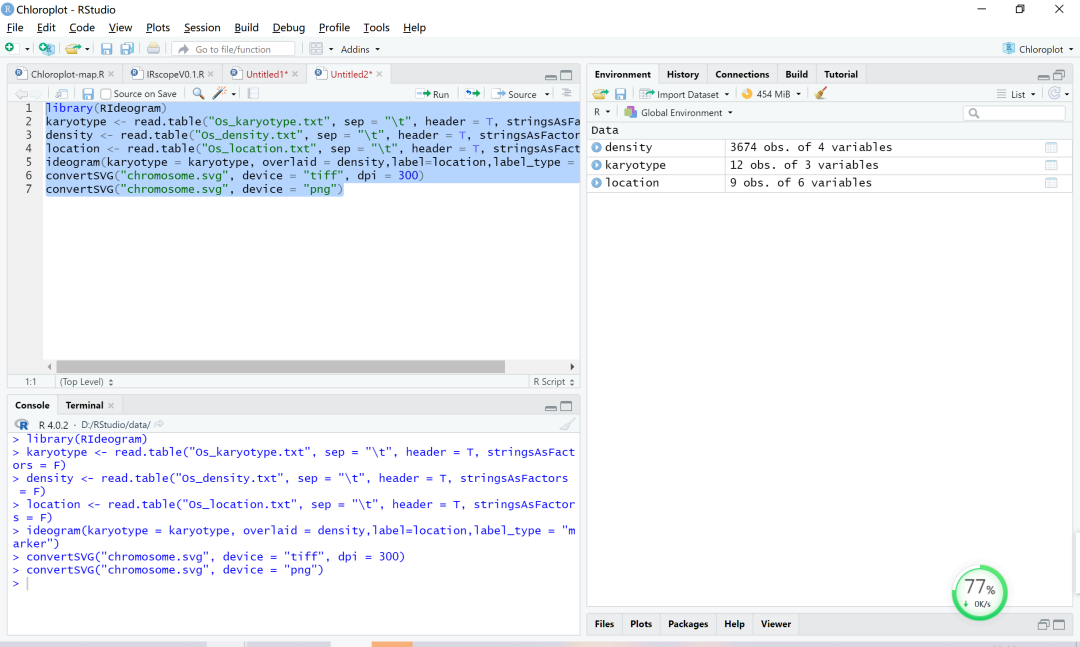 Chloroplot - RStudio
File Edit Code View Plots Session Build Debug Profile Tools Help
Go to file/function Addins Chloroplot
Chloroplot-map.R IRscopeV0.1.R Untitled1* Untitled2*
Source on Save Run Source
1 library(RIdeogram)
2 karyotype <- read.table("Os_karyotype.txt", sep = "\t", header = T, stringsAsFa
3 density <- read.table("Os_density.txt", sep = "\t", header = T, stringsAsFactor
4 location <- read.table("Os_location.txt", sep = "\t", header = T, stringsAsFact
5 ideogram(karyotype = karyotype, overlaid = density,label=location,label_type =
6 convertSVG("chromosome.svg", device = "tiff", dpi = 300)
7 convertSVG("chromosome.svg", device = "png")
1:1 (Top Level) R Script
Console Terminal
R 4.0.2 · D:/RStudio/data/
> library(RIdeogram)
> karyotype <- read.table("Os_karyotype.txt", sep = "\t", header = T, stringsAsFact
ors = F)
> density <- read.table("Os_density.txt", sep = "\t", header = T, stringsAsFactors
= F)
> location <- read.table("Os_location.txt", sep = "\t", header = T, stringsAsFactor
s = F)
> ideogram(karyotype = karyotype, overlaid = density,label=location,label_type = "m
arker")
> convertSVG("chromosome.svg", device = "tiff", dpi = 300)
> convertSVG("chromosome.svg", device = "png")
>
Environment History Connections Build Tutorial
Import Dataset 454 MiB List
R Global Environment
Data
density 3674 obs. of 4 variables
karyotype 12 obs. of 3 variables
location 9 obs. of 6 variables
77%
0K/s
Files Plots Packages Help Viewer